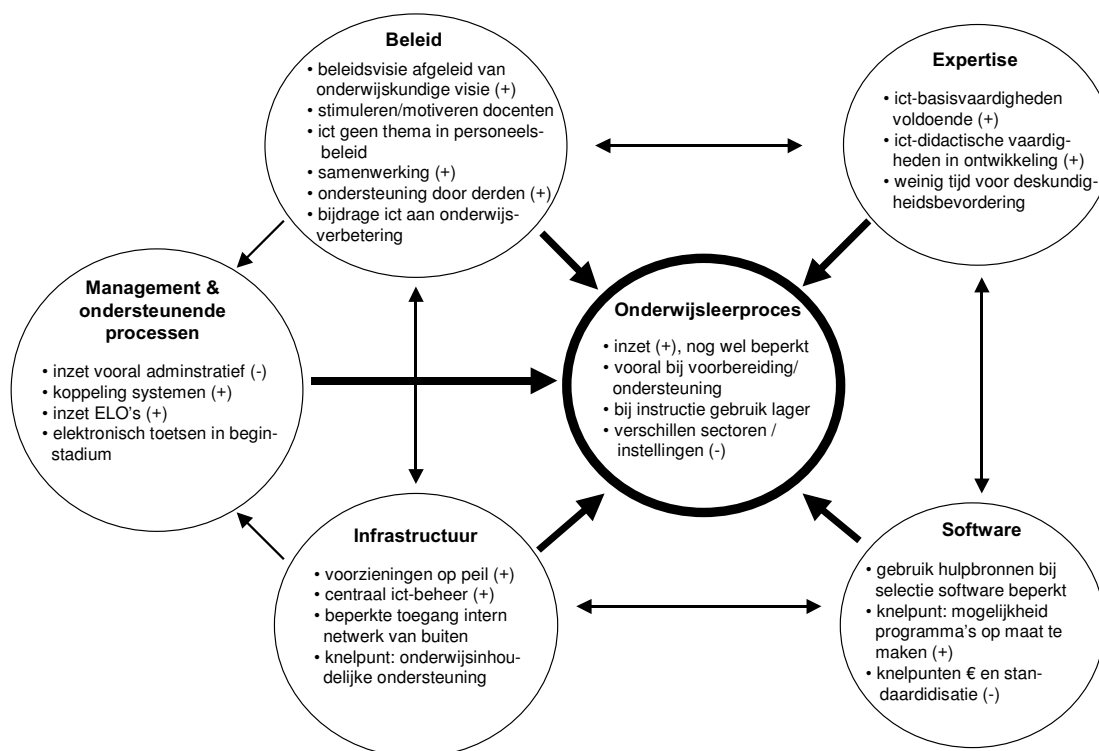 Beleid
• beleidsvisie afgeleid van
onderwijskundige visie (+)
• stimuleren/motiveren docenten
• ict geen thema in personeels-
beleid
• samenwerking (+)
• ondersteuning door derden (+)
• bijdrage ict aan onderwijs-
verbetering
Expertise
• ict-basisvaardigheden
voldoende (+)
• ict-didactische vaardig-
heden in ontwikkeling (+)
• weinig tijd voor deskundig-
heidsbevordering
Management &
ondersteunende
processen
• inzet vooral adminstratief (-)
• koppeling systemen (+)
• inzet ELO's (+)
• elektronisch toetsen in begin-
stadium
Onderwijsleerproces
• inzet (+), nog wel beperkt
• vooral bij voorbereiding/
ondersteuning
• bij instructie gebruik lager
• verschillen sectoren /
instellingen (-)
Infrastructuur
• voorzieningen op peil (+)
• centraal ict-beheer (+)
• beperkte toegang intern
netwerk van buiten
• knelpunt: onderwijsinhou-
delijke ondersteuning
Software
• gebruik hulpbronnen bij
selectie software beperkt
• knelpunt: mogelijkheid
programma's op maat te
maken (+)
• knelpunten € en stan-
daardidisatie (-)